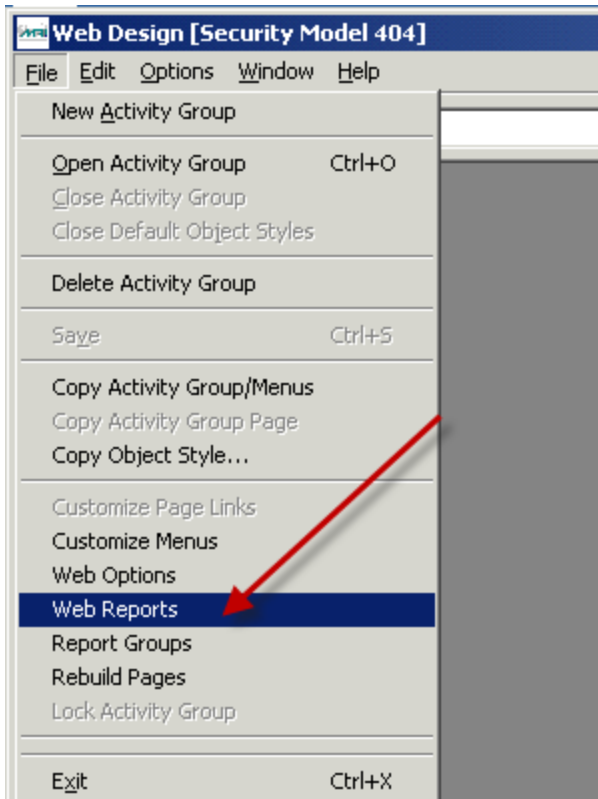 MRI Web Design [Security Model 404]
File Edit Options Window Help
New Activity Group
Open Activity Group Ctrl+O
Close Activity Group
Close Default Object Styles
Delete Activity Group
Save Ctrl+S
Copy Activity Group/Menus
Copy Activity Group Page
Copy Object Style...
Customize Page Links
Customize Menus
Web Options
Web Reports
Report Groups
Rebuild Pages
Lock Activity Group
Exit Ctrl+X